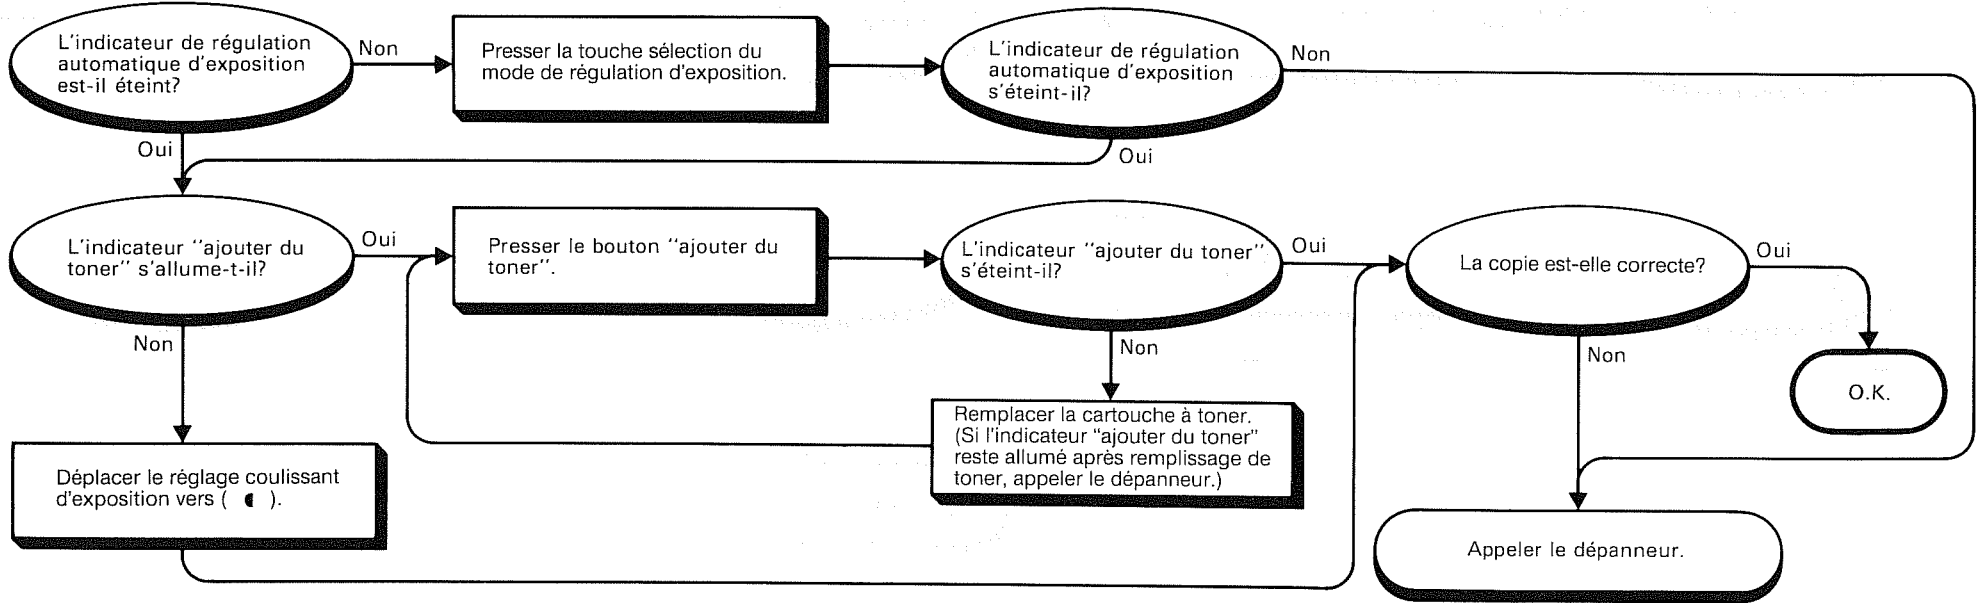 L'indicateur de régulation
automatique d'exposition
est-il éteint?
Non
Presser la touche sélection du
mode de régulation d'exposition.
L'indicateur de régulation
automatique d'exposition
s'éteint-il?
Non
Oui
Oui
L'indicateur "ajouter du
toner" s'allume-t-il?
Oui
Presser le bouton "ajouter du
toner".
L'indicateur "ajouter du toner"
s'éteint-il?
Oui
La copie est-elle correcte?
Oui
Non
Non
Non
O.K.
Remplacer la cartouche à toner.
(Si l'indicateur "ajouter du toner"
reste allumé après remplissage de
toner, appeler le dépanneur.)
Déplacer le réglage coulissant
d'exposition vers ( ).
Appeler le dépanneur.